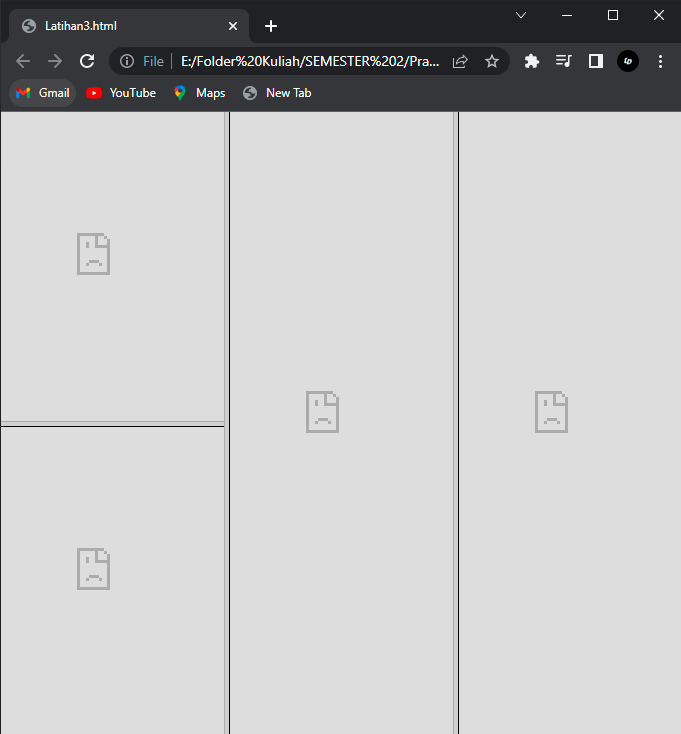 Latihan3.html
File | E:/Folder%20Kuliah/SEMESTER%202/Pra...
Gmail YouTube Maps New Tab